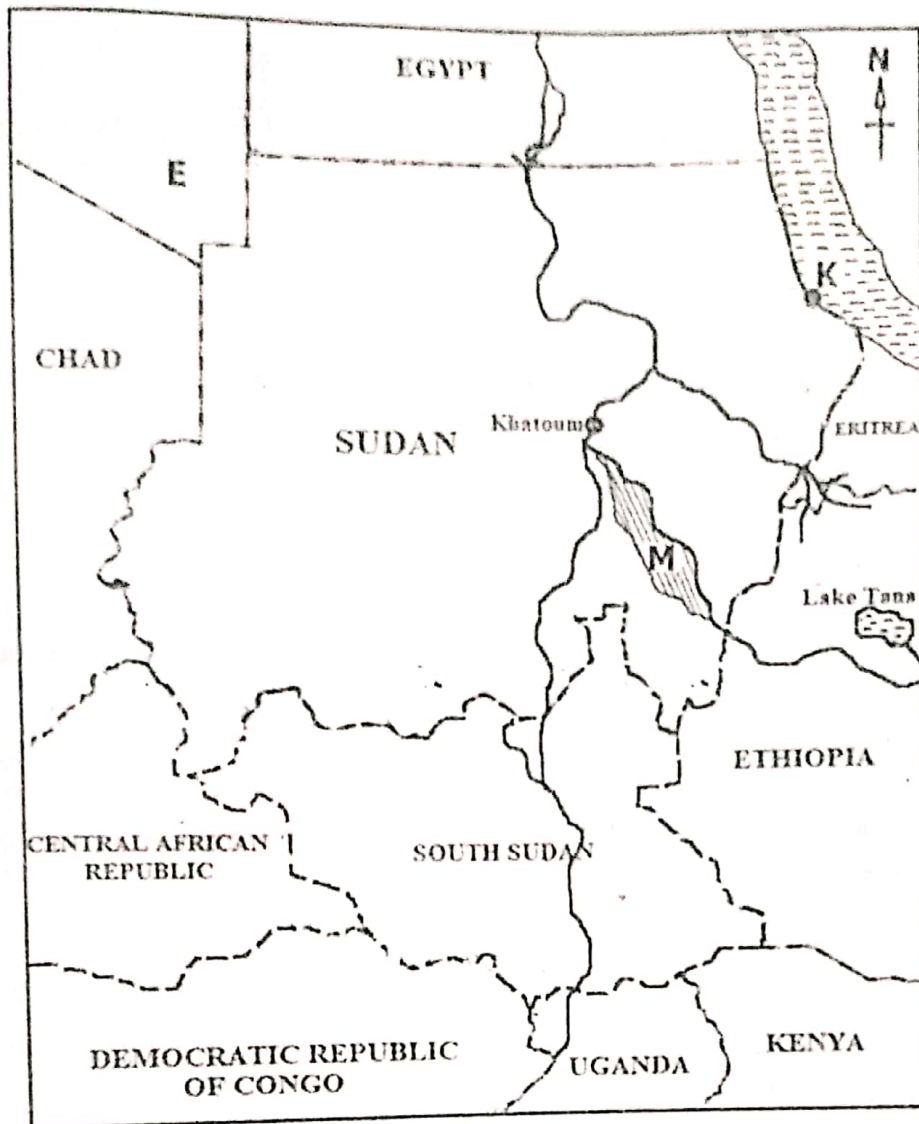 EGYPT
N
E
K
CHAD
Khatoum
SUDAN
ERITREA
M
Lake Tana
ETHIOPIA
CENTRAL AFRICAN
REPUBLIC
SOUTH SUDAN
DEMOCRATIC REPUBLIC
OF CONGO
UGANDA
KENYA